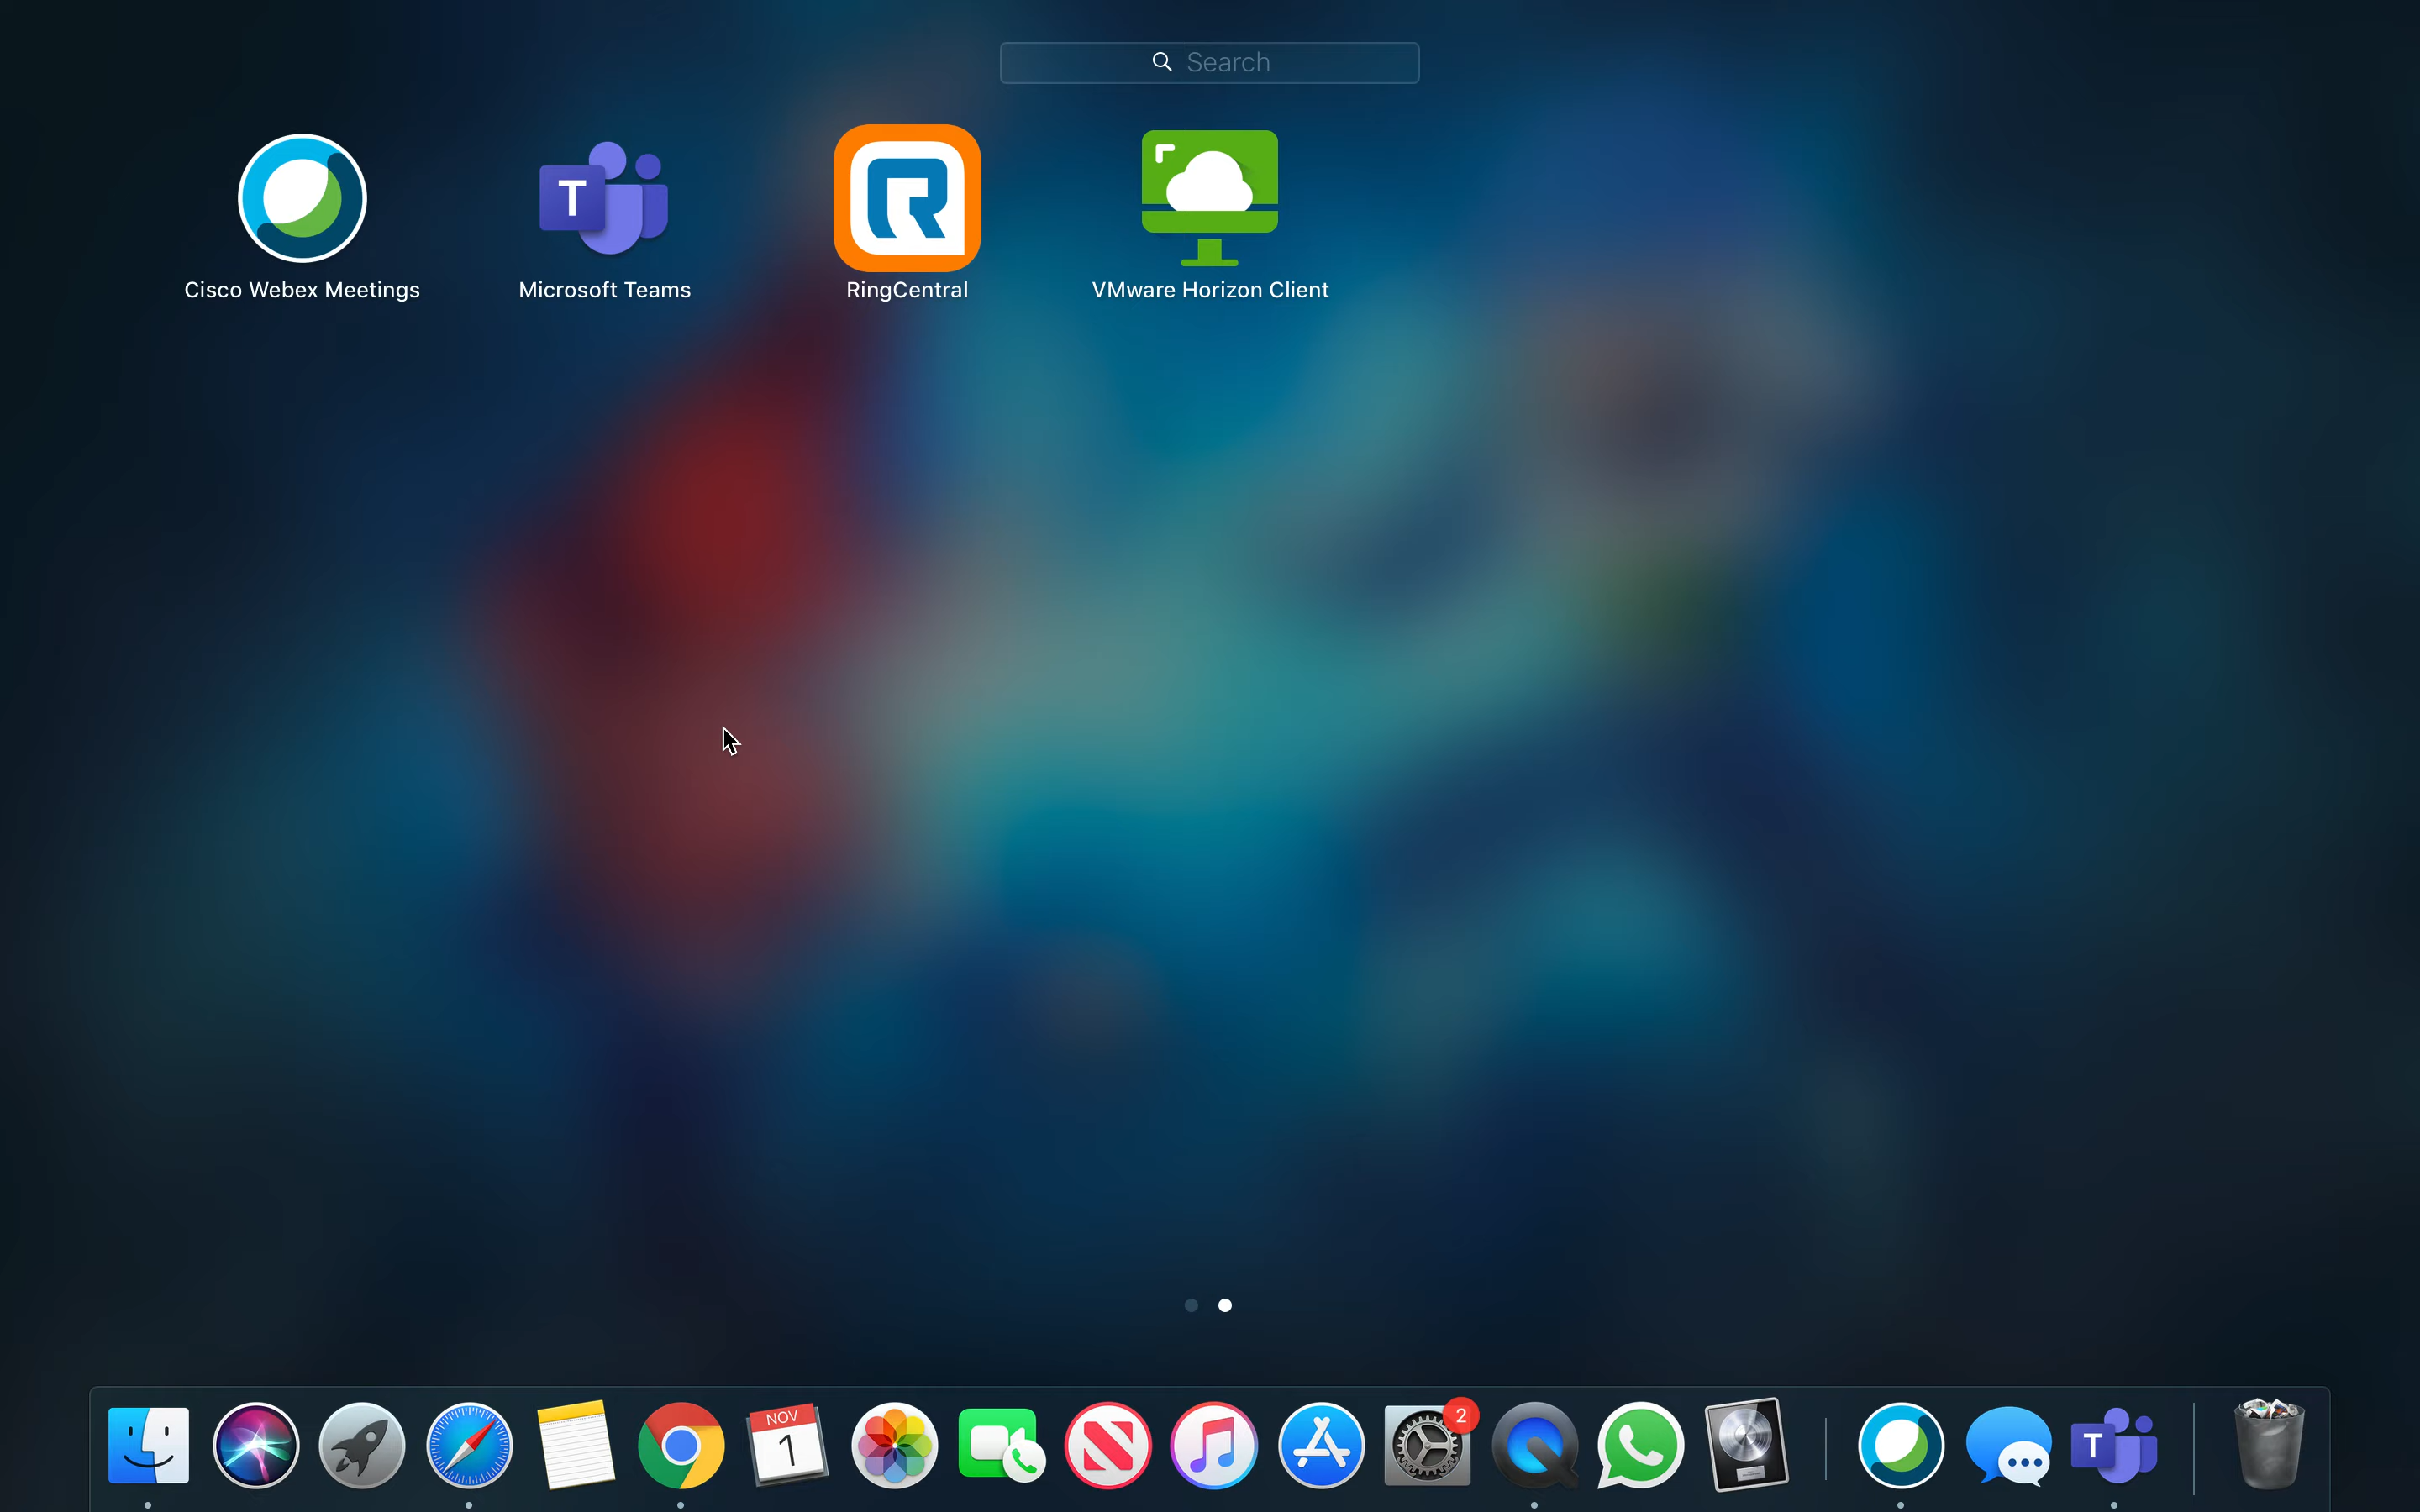 Search
Cisco Webex Meetings
T
Microsoft Teams
R
RingCentral
VMware Horizon Client
NOV
1
2
T